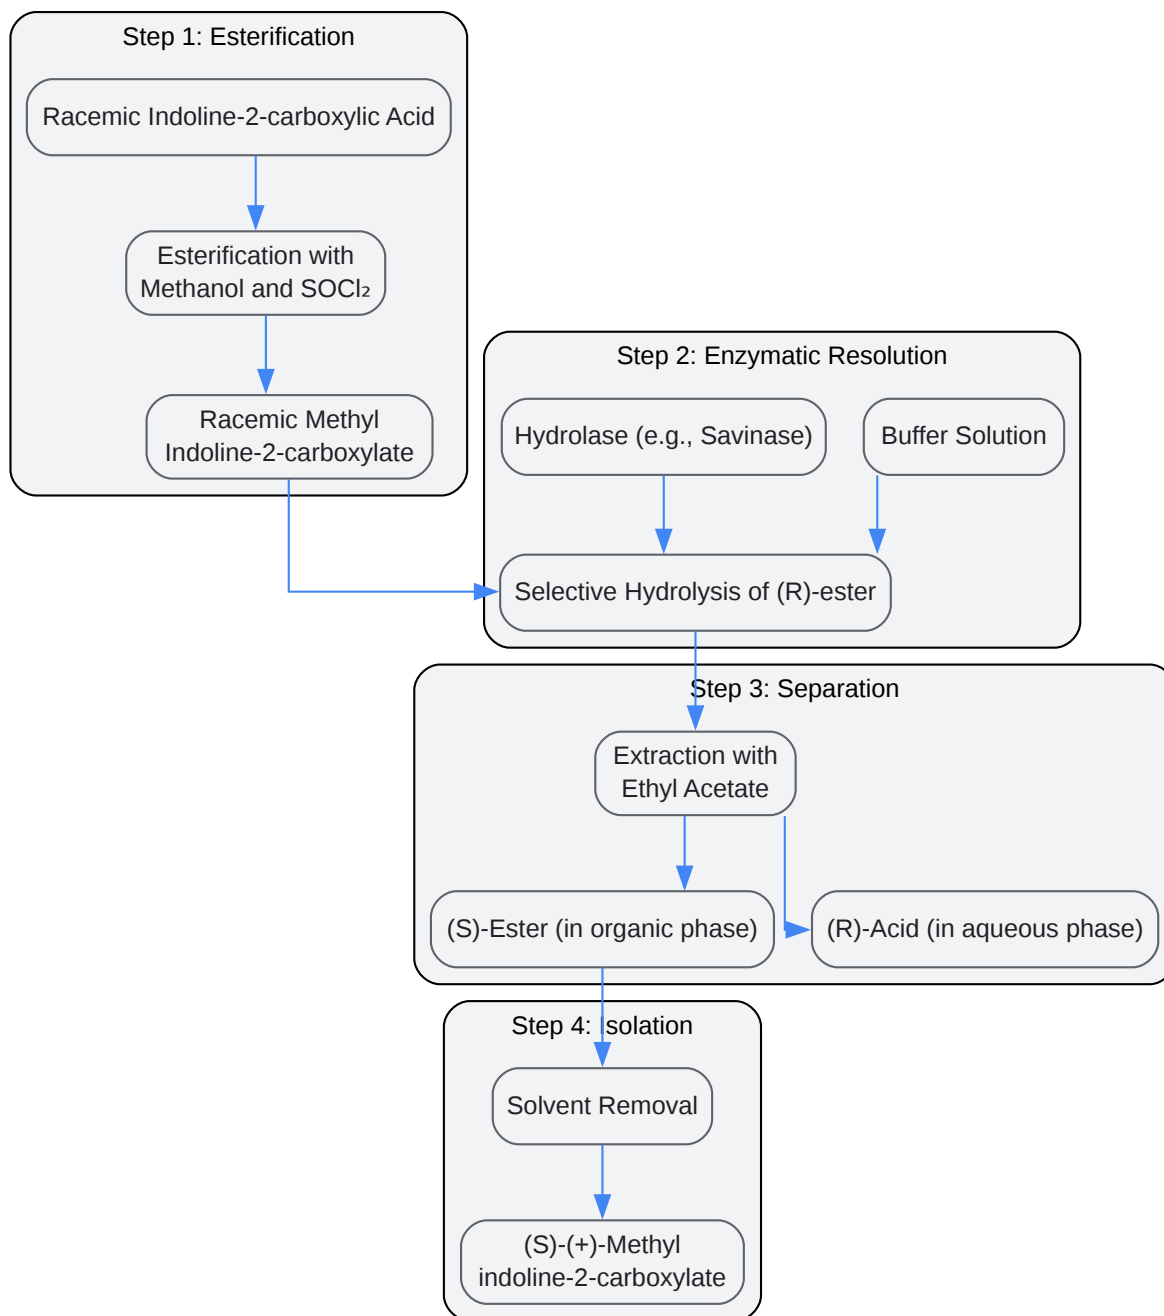 Step 1: Esterification
Racemic Indoline-2-carboxylic Acid
Esterification with
Methanol and SOCl₂
Racemic Methyl
Indoline-2-carboxylate
Step 2: Enzymatic Resolution
Hydrolase (e.g., Savinase)
Buffer Solution
Selective Hydrolysis of (R)-ester
Step 3: Separation
Extraction with
Ethyl Acetate
(S)-Ester (in organic phase)
(R)-Acid (in aqueous phase)
Step 4: Isolation
Solvent Removal
(S)-(+)-Methyl
indoline-2-carboxylate